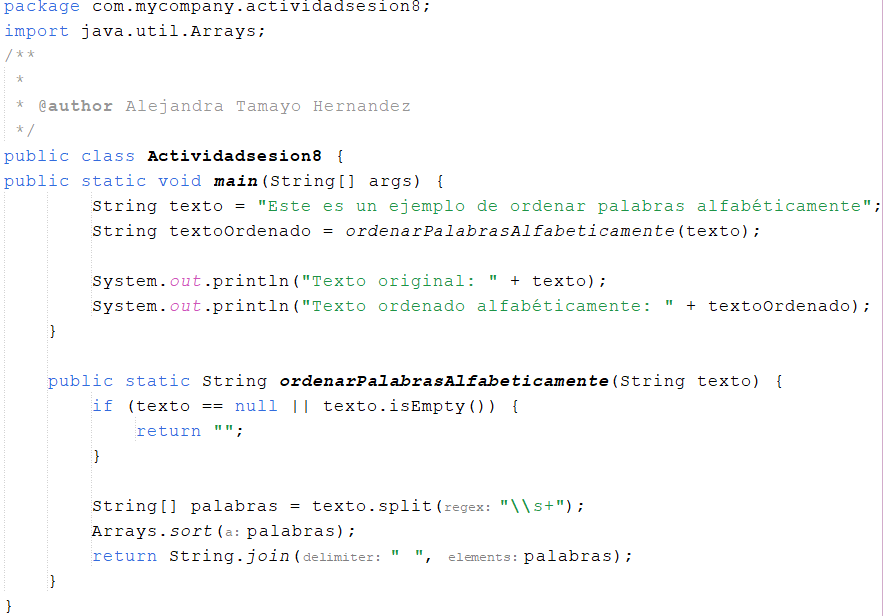 package com.mycompany.actividadsesion8;
import java.util.Arrays;
/**
 *
 * @author Alejandra Tamayo Hernandez
 */
public class Actividadsesion8 {
public static void main(String[] args) {
        String texto = "Este es un ejemplo de ordenar palabras alfabéticamente";
        String textoOrdenado = ordenarPalabrasAlfabeticamente(texto);

        System.out.println("Texto original: " + texto);
        System.out.println("Texto ordenado alfabéticamente: " + textoOrdenado);
    }

    public static String ordenarPalabrasAlfabeticamente(String texto) {
        if (texto == null || texto.isEmpty()) {
            return "";
        }

        String[] palabras = texto.split(regex: "\\s+");
        Arrays.sort(a: palabras);
        return String.join(delimiter: " ", elements: palabras);
    }
}